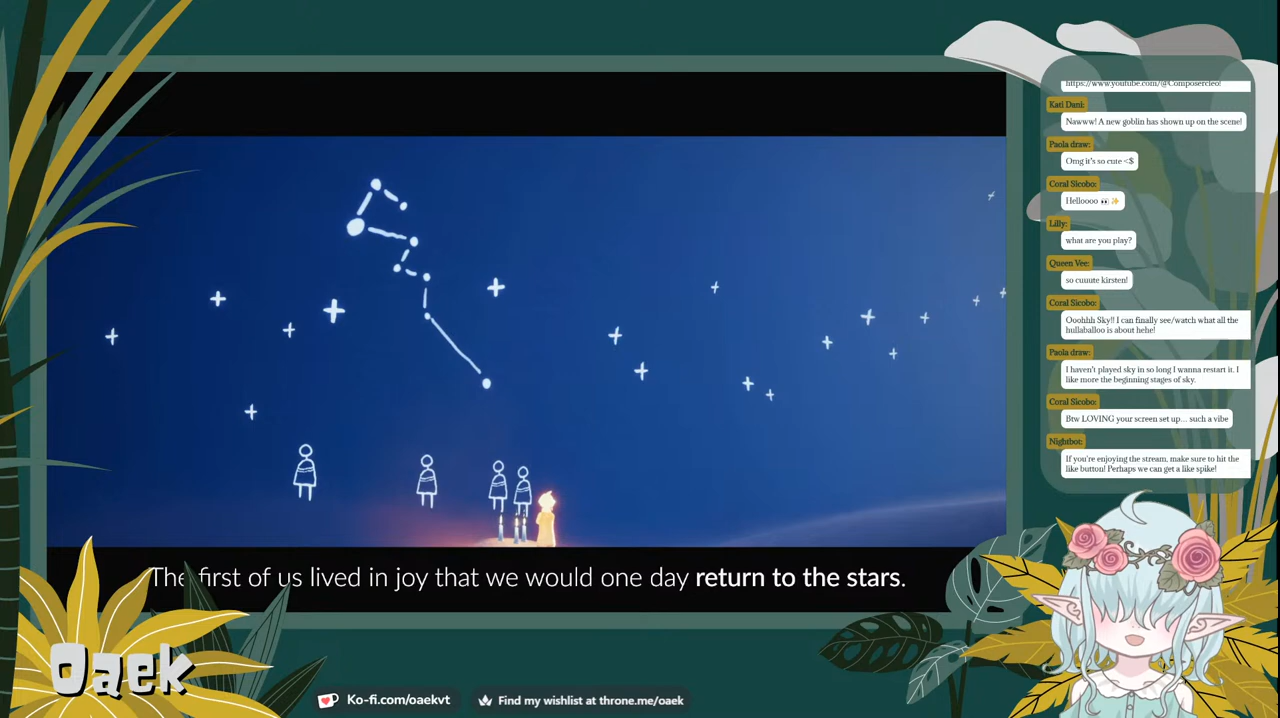 The first of us lived in joy that we would one day return to the stars.
https://www.youtube.com/@Composercleo!
Kati Dani:
Nawww! A new goblin has shown up on the scene!
Paola draw:
Omg it's so cute <$
Coral Sicobo:
Helloooo 👀✨
Lilly:
what are you play?
Queen Vee:
so cuuute kirsten!
Coral Sicobo:
Ooohhh Sky!! I can finally see/watch what all the
hullaballoo is about hehe!
Paola draw:
I haven't played sky in so long I wanna restart it. I
like more the beginning stages of sky.
Coral Sicobo:
Btw LOVING your screen set up... such a vibe
Nightbot:
If you're enjoying the stream, make sure to hit the
like button! Perhaps we can get a like spike!
Oaek
Ko-fi.com/oaekvt
Find my wishlist at throne.me/oaek